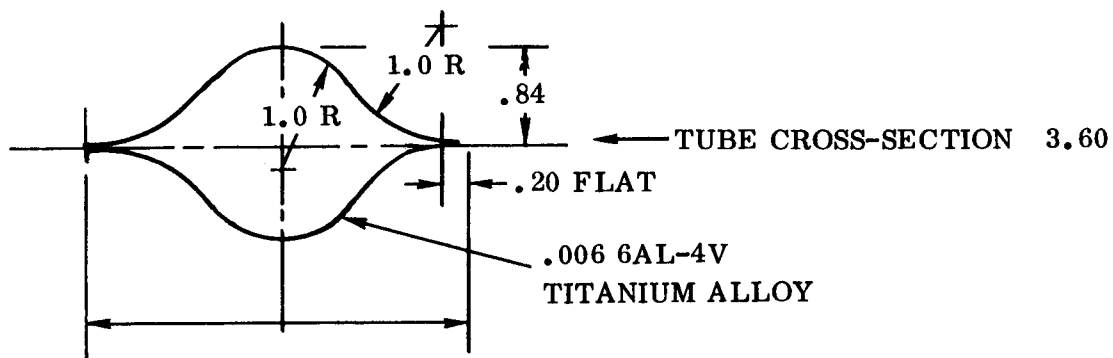 1.0 R
.84
1.0 R
TUBE CROSS-SECTION 3.60
.20 FLAT
.006 6AL-4V
TITANIUM ALLOY